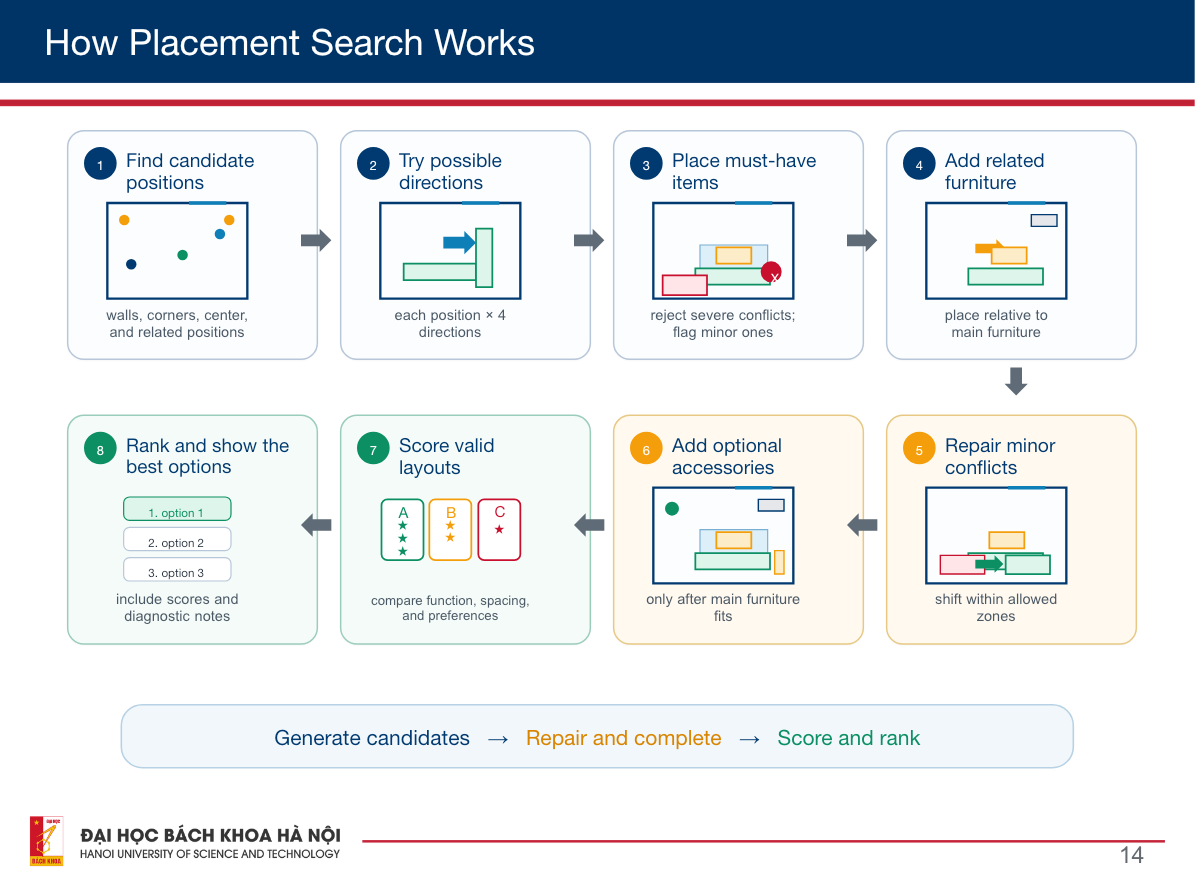 How Placement Search Works
1
Find candidate
positions
walls, corners, center,
and related positions
2
Try possible
directions
each position × 4
directions
3
Place must-have
items
x
reject severe conflicts;
flag minor ones
4
Add related
furniture
place relative to
main furniture
5
Repair minor
conflicts
shift within allowed
zones
6
Add optional
accessories
only after main furniture
fits
7
Score valid
layouts
A
B
C
compare function, spacing,
and preferences
8
Rank and show the
best options
1. option 1
2. option 2
3. option 3
include scores and
diagnostic notes
Generate candidates → Repair and complete → Score and rank
ĐẠI HỌC
BÁCH KHOA
ĐẠI HỌC BÁCH KHOA HÀ NỘI
HANOI UNIVERSITY OF SCIENCE AND TECHNOLOGY
14